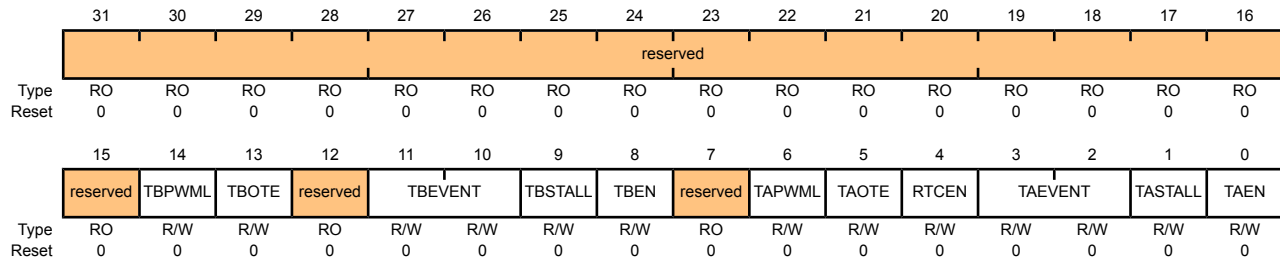 31 30 29 28 27 26 25 24 23 22 21 20 19 18 17 16
reserved
Type RO RO RO RO RO RO RO RO RO RO RO RO RO RO RO RO
Reset 0 0 0 0 0 0 0 0 0 0 0 0 0 0 0 0
15 14 13 12 11 10 9 8 7 6 5 4 3 2 1 0
reserved TBPWML TBOTE reserved TBEVENT TBSTALL TBEN reserved TAPWML TAOTE RTCEN TAEVENT TASTALL TAEN
Type RO R/W R/W RO R/W R/W R/W R/W RO R/W R/W R/W R/W R/W R/W R/W
Reset 0 0 0 0 0 0 0 0 0 0 0 0 0 0 0 0